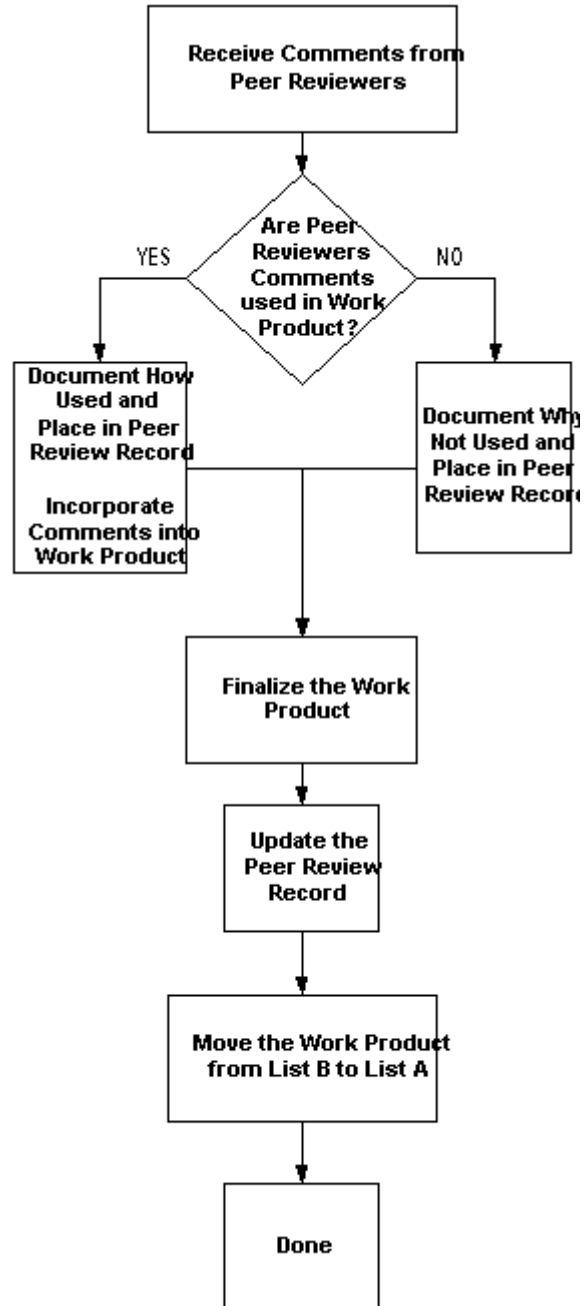 Receive Comments from
Peer Reviewers
Are Peer
Reviewers
Comments
used in Work
Product?
YES
NO
Document How
Used and
Place in Peer
Review Record
Incorporate
Comments into
Work Product
Document Why
Not Used and
Place in Peer
Review Record
Finalize the Work
Product
Update the
Peer Review
Record
Move the Work Product
from List B to List A
Done